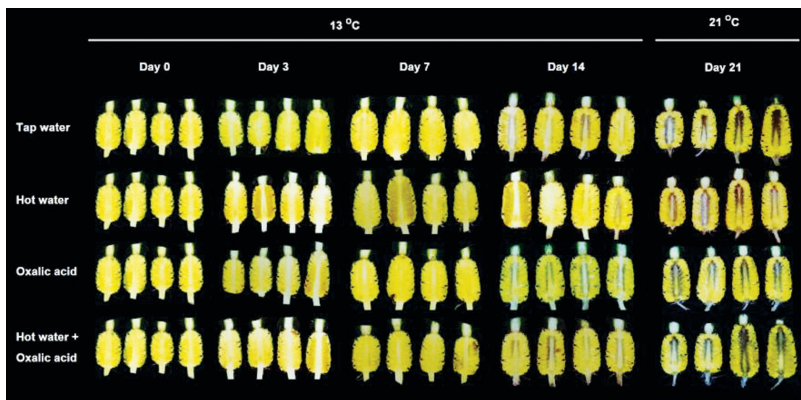 13 °C
21 °C
Day 0
Day 3
Day 7
Day 14
Day 21
Tap water
Hot water
Oxalic acid
Hot water +
Oxalic acid